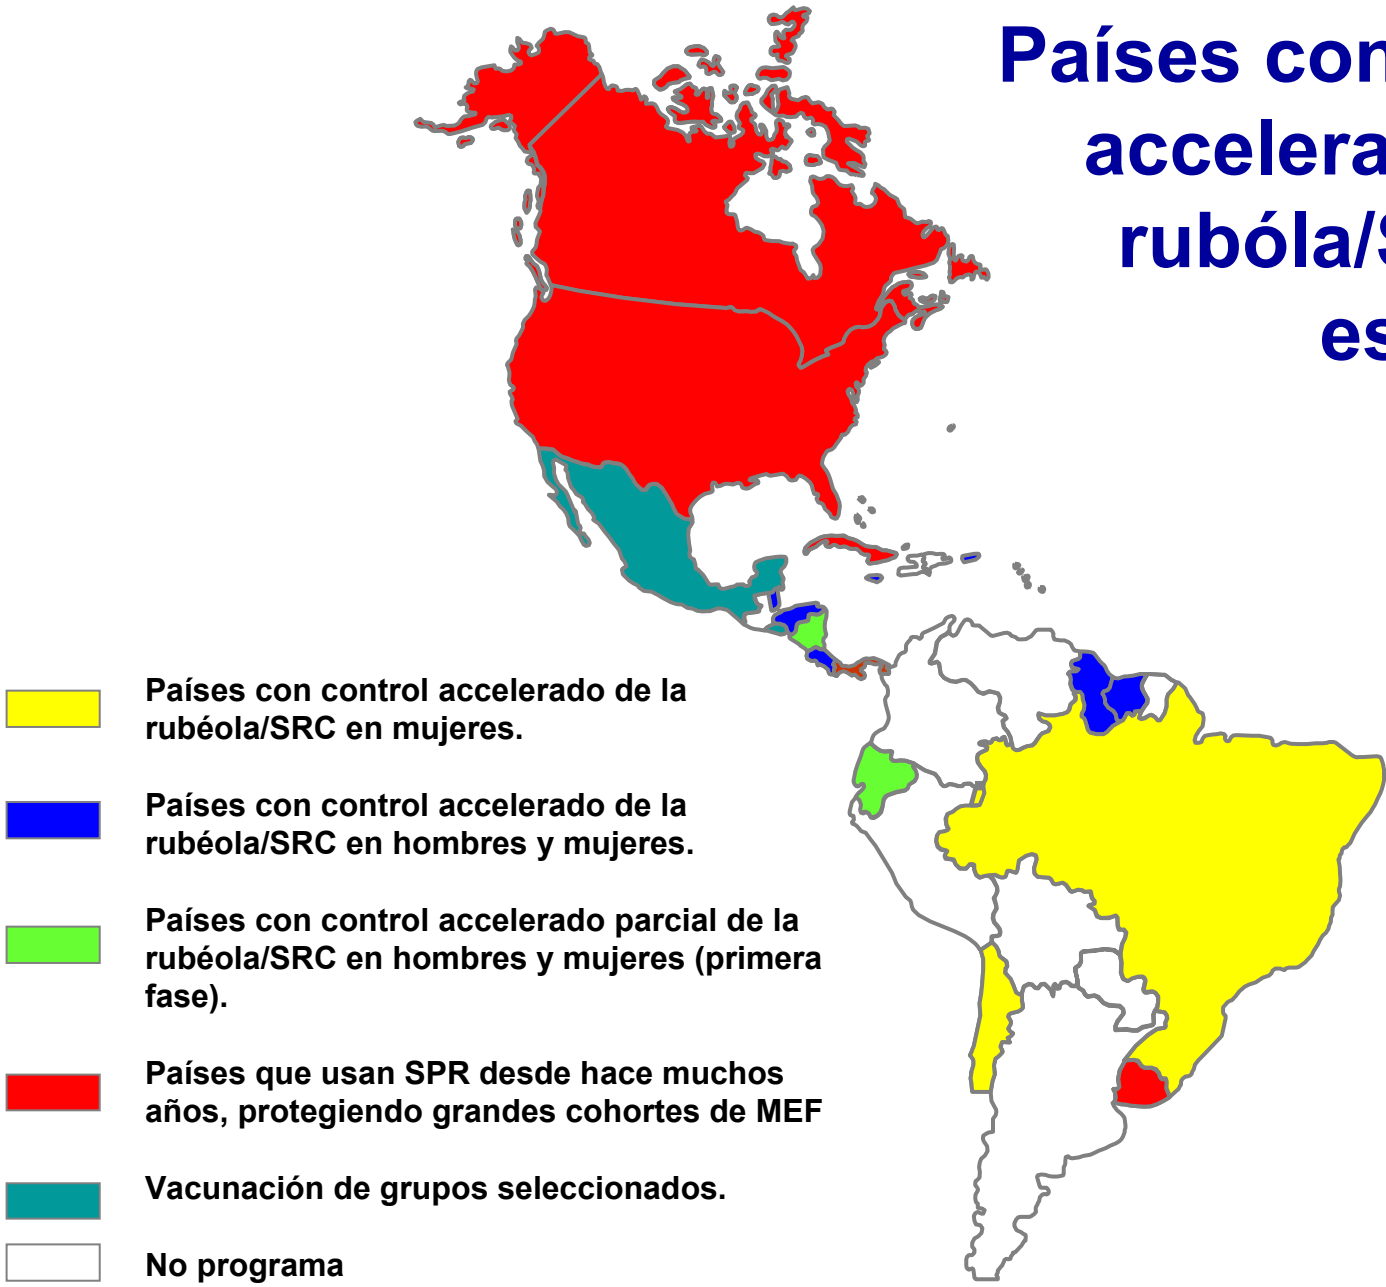 Países con
accelera
rubóla/S
es
Países con control accelerado de la
rubéola/SRC en mujeres.
Países con control accelerado de la
rubéola/SRC en hombres y mujeres.
Países con control accelerado parcial de la
rubéola/SRC en hombres y mujeres (primera
fase).
Países que usan SPR desde hace muchos
años, protegiendo grandes cohortes de MEF
Vacunación de grupos seleccionados.
No programa